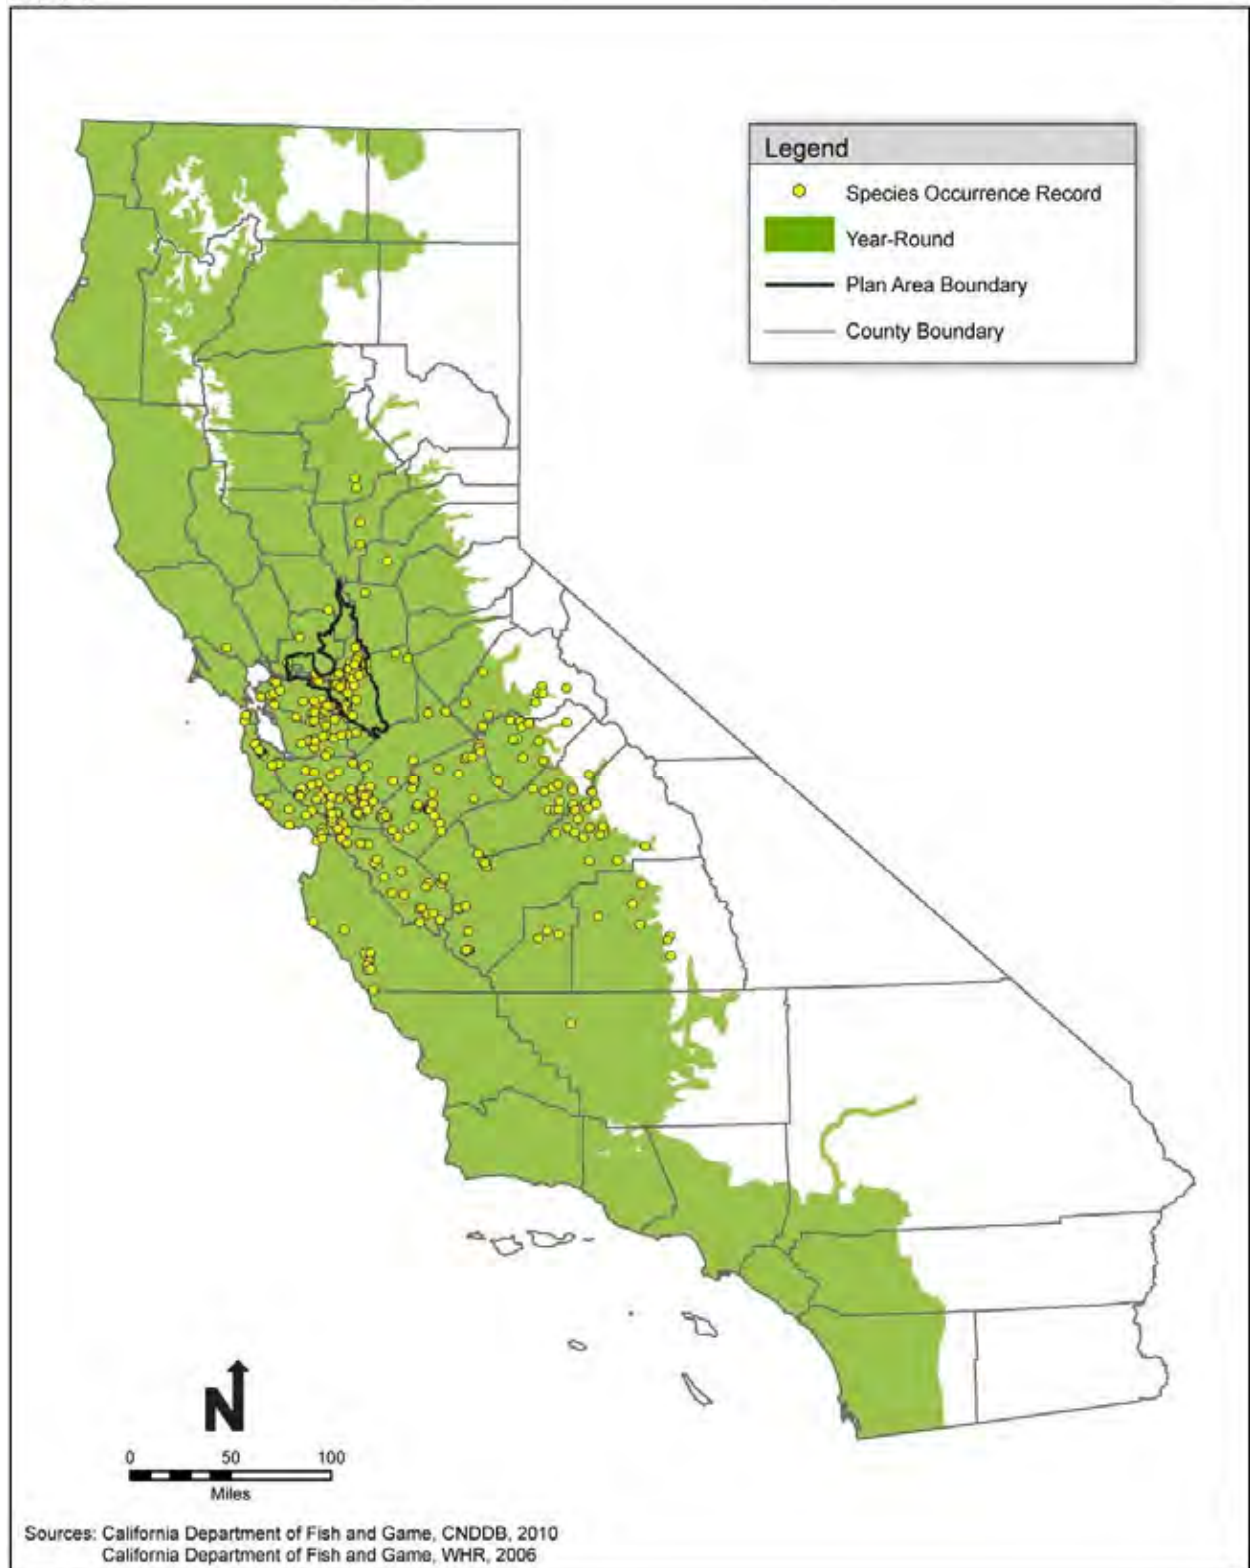 Legend
Species Occurrence Record
Year-Round
Plan Area Boundary
County Boundary
N
0 50 100
Miles
Sources: California Department of Fish and Game, CNDDB, 2010
California Department of Fish and Game, WHR, 2006